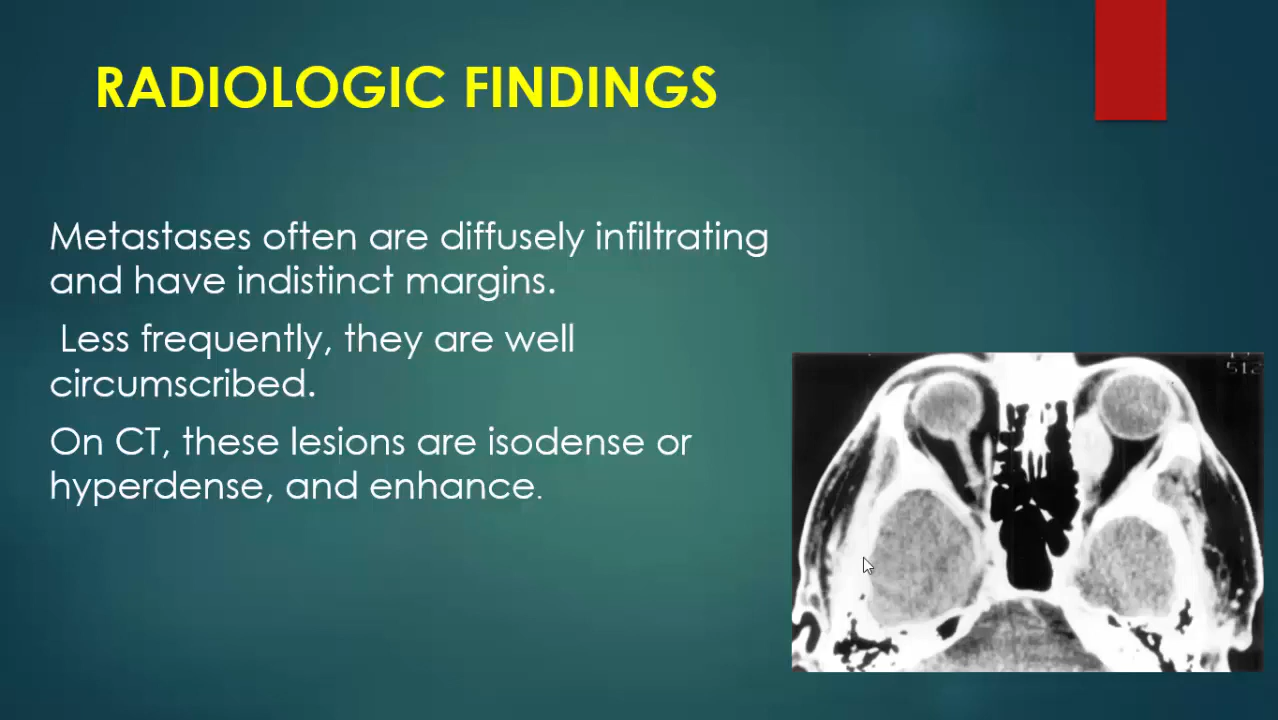 RADIOLOGIC FINDINGS
Metastases often are diffusely infiltrating
and have indistinct margins.
Less frequently, they are well
circumscribed.
On CT, these lesions are isodense or
hyperdense, and enhance.
512